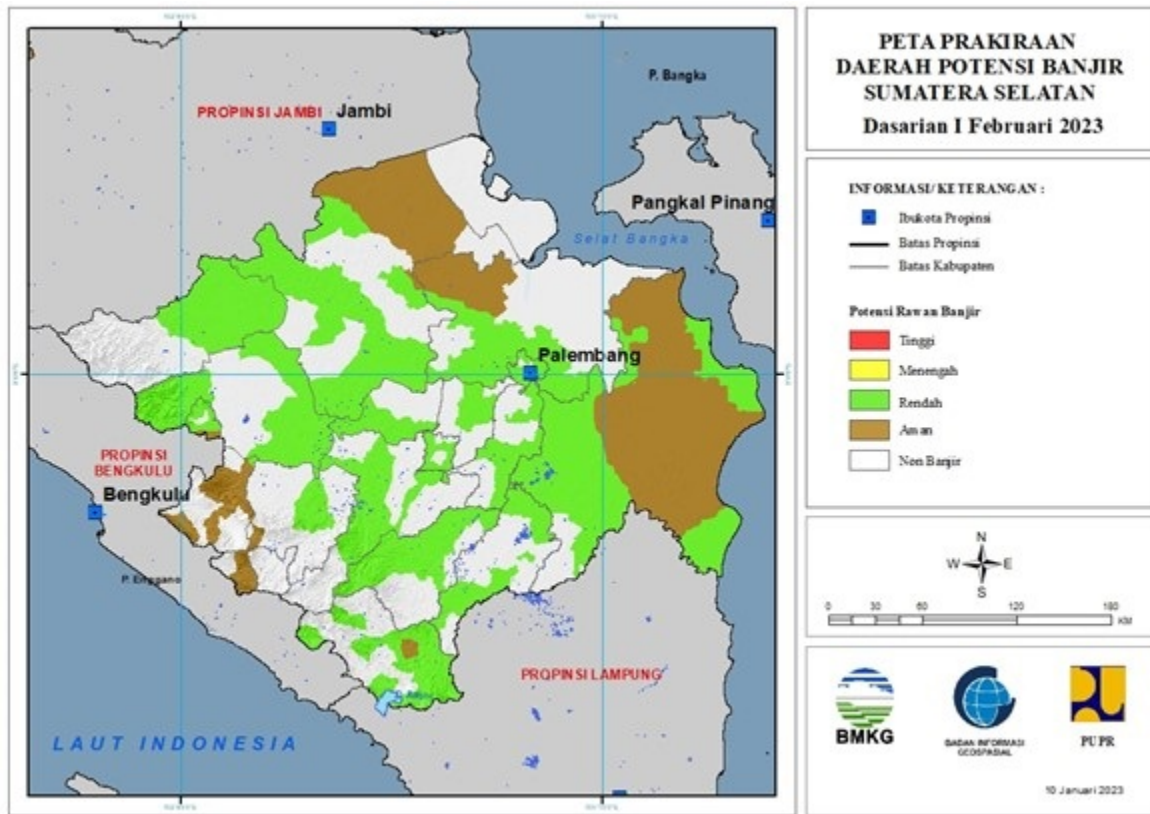 P. Bangka
PROPINSI JAMBI
Jambi
Pangkal Pinang
Selat Bangka
Palembang
PROPINSI
BENGKULU
Bengkulu
P. Enggano
PROPINSI LAMPUNG
LAUT INDONESIA
PETA PRAKIRAAN
DAERAH POTENSI BANJIR
SUMATERA SELATAN
Dasarian I Februari 2023
INFORMASI/KETERANGAN :
Ibukota Propinsi
Batas Propinsi
Batas Kabupaten
Potensi Rawan Banjir
Tinggi
Menengah
Rendah
Aman
Non Banjir
N
W E
S
0 30 60 120 180
KM
BMKG
BADAN INFORMASI
GEOSPASIAL
PUPR
10 Januari 2023